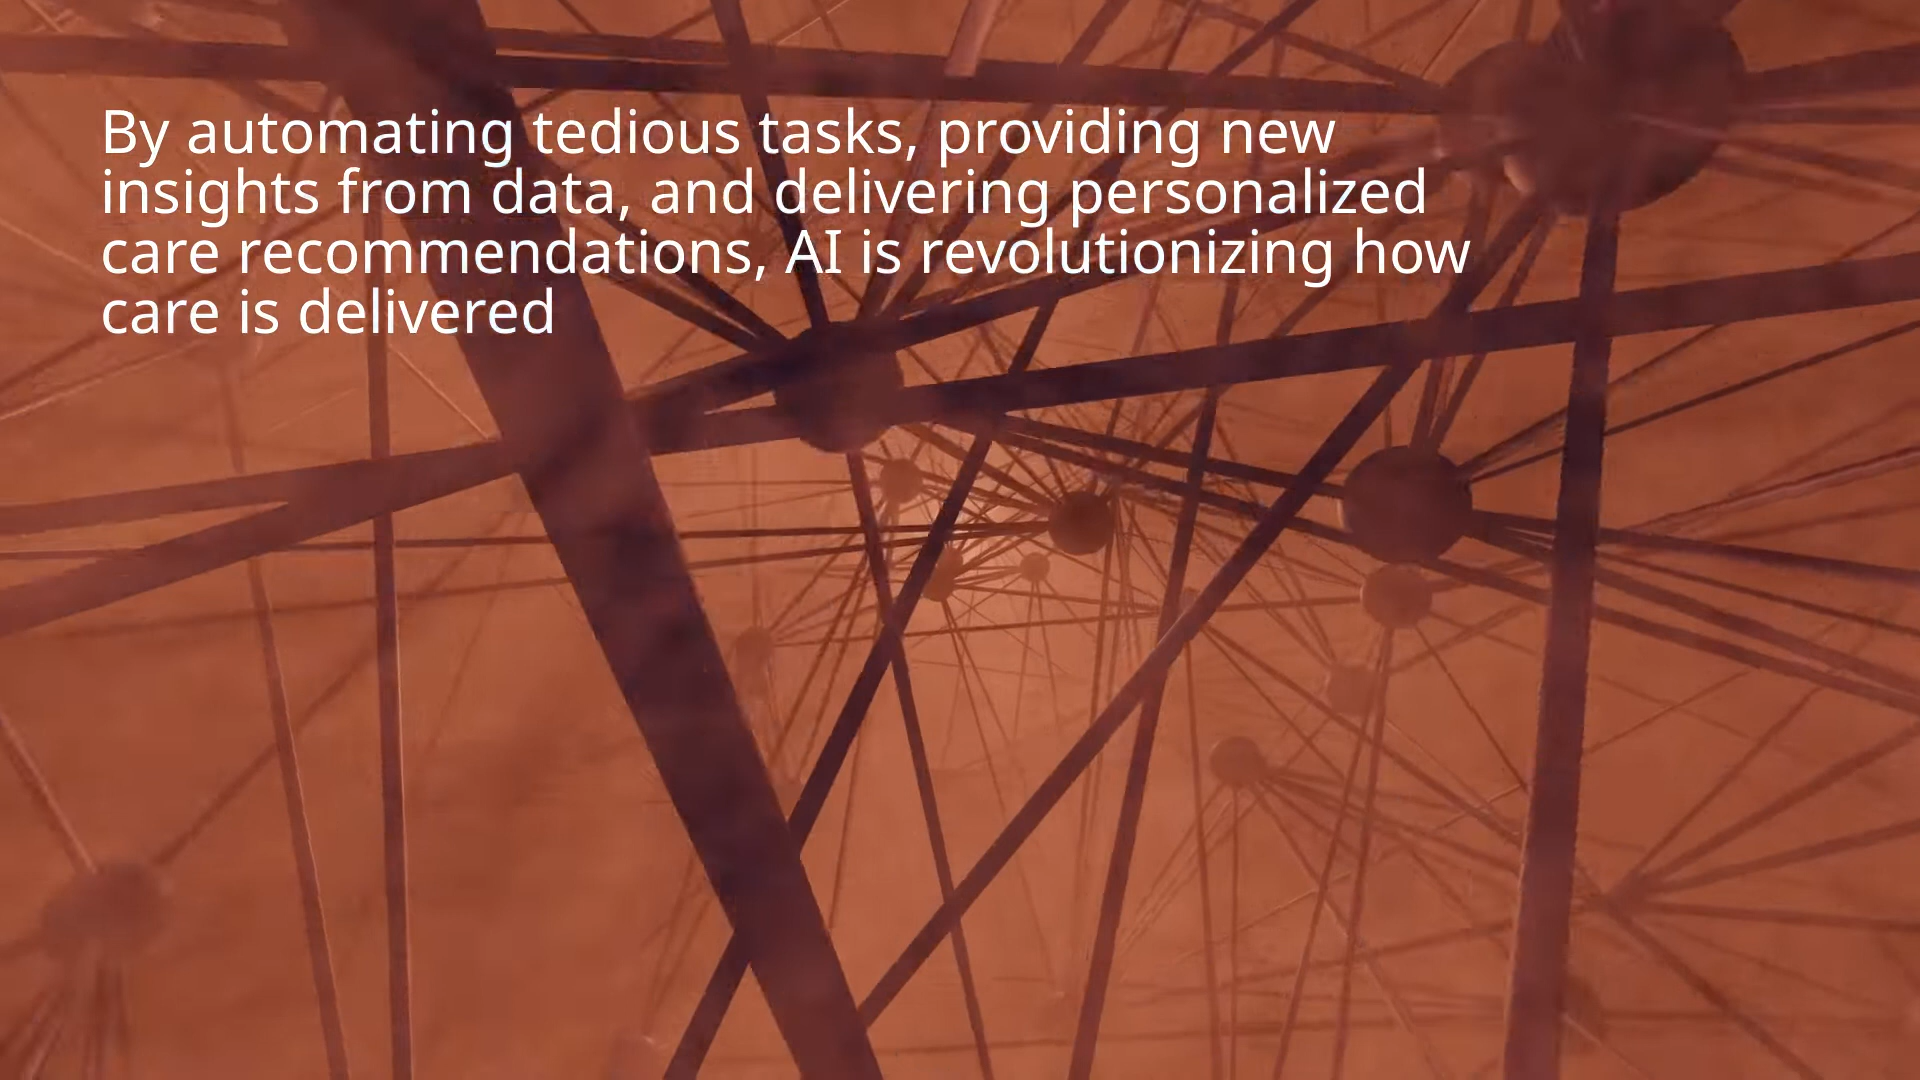 By automating tedious tasks, providing new
insights from data, and delivering personalized
care recommendations, AI is revolutionizing how
care is delivered